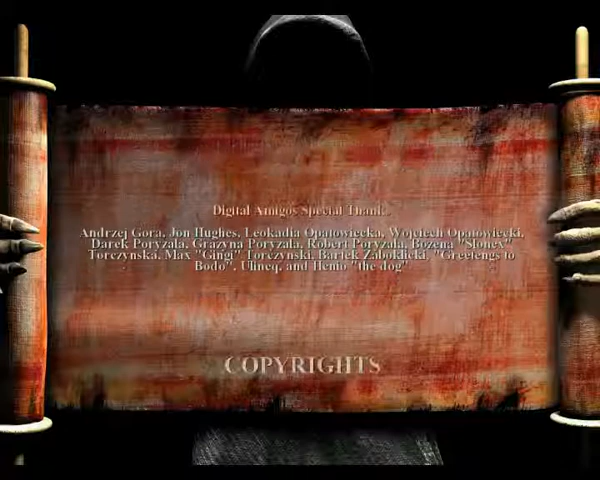 Digital Amigos Special Thank
Andrzej Gora, Jon Hughes, Leokadia Opatowiecka, Wojciech Opatowiecki,
Darek Poryzala, Grazyna Poryzala, Robert Poryzala, Bozena "Slonex"
Torczynska, Max "Gingi" Torczynski, Bartek Zaboklicki, "Greetengs to
Bodo", Ulineq, and Henio "the dog"
COPYRIGHTS